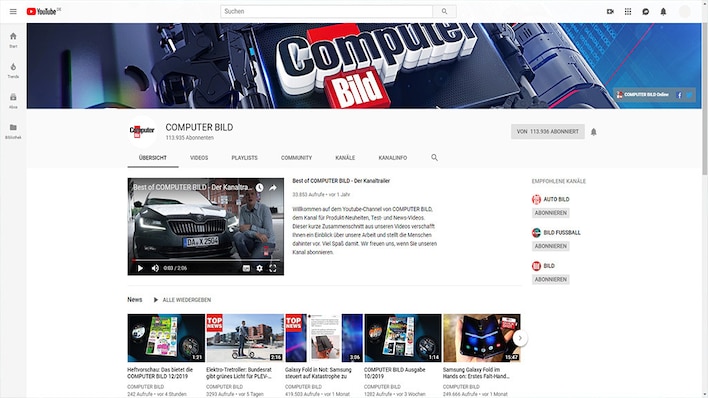 YouTube DE
Suchen
Computer
Bild
COMPUTER BILD Online
Start
Trends
Abos
Bibliothek
Computer
COMPUTER BILD
113.935 Abonnenten
VON 113.936 ABONNIERT
ÜBERSICHT VIDEOS PLAYLISTS COMMUNITY KANÄLE KANALINFO
Best of COMPUTER BILD - Der Kanaltrai...
DA X 2504
0:03 / 2:06
Best of COMPUTER BILD - Der Kanaltrailer
33.853 Aufrufe • vor 1 Jahr
Willkommen auf dem Youtube-Channel von COMPUTER BILD,
dem Kanal für Produkt-Neuheiten, Test- und News-Videos.
Dieser kurze Zusammenschnitt aus unseren Videos verschafft
Ihnen ein Einblick über unsere Arbeit und stellt die Menschen
dahinter vor. Viel Spaß damit. Wir freuen uns, wenn Sie unseren
Kanal abonnieren.
EMPFOHLENE KANÄLE
AUTO BILD
ABONNIEREN
BILD FUSSBALL
ABONNIEREN
BILD
ABONNIEREN
News ALLE WIEDERGEBEN
1:21
TOP NEWS
2:16
TOP NEWS
3:06
1:14
15:47
Heftvorschau: Das bietet die
COMPUTER BILD 12/2019
COMPUTER BILD
242 Aufrufe • vor 4 Stunden
Elektro-Tretroller: Bundesrat
gibt grünes Licht für PLEV-...
COMPUTER BILD
3293 Aufrufe • vor 5 Tagen
Galaxy Fold in Not: Samsung
steuert auf Katastrophe zu
COMPUTER BILD
419.503 Aufrufe • vor 1 Monat
COMPUTER BILD Ausgabe
10/2019
COMPUTER BILD
1282 Aufrufe • vor 3 Wochen
Samsung Galaxy Fold im
Hands on: Erstes Falt-Hand...
COMPUTER BILD
249.666 Aufrufe • vor 1 Monat